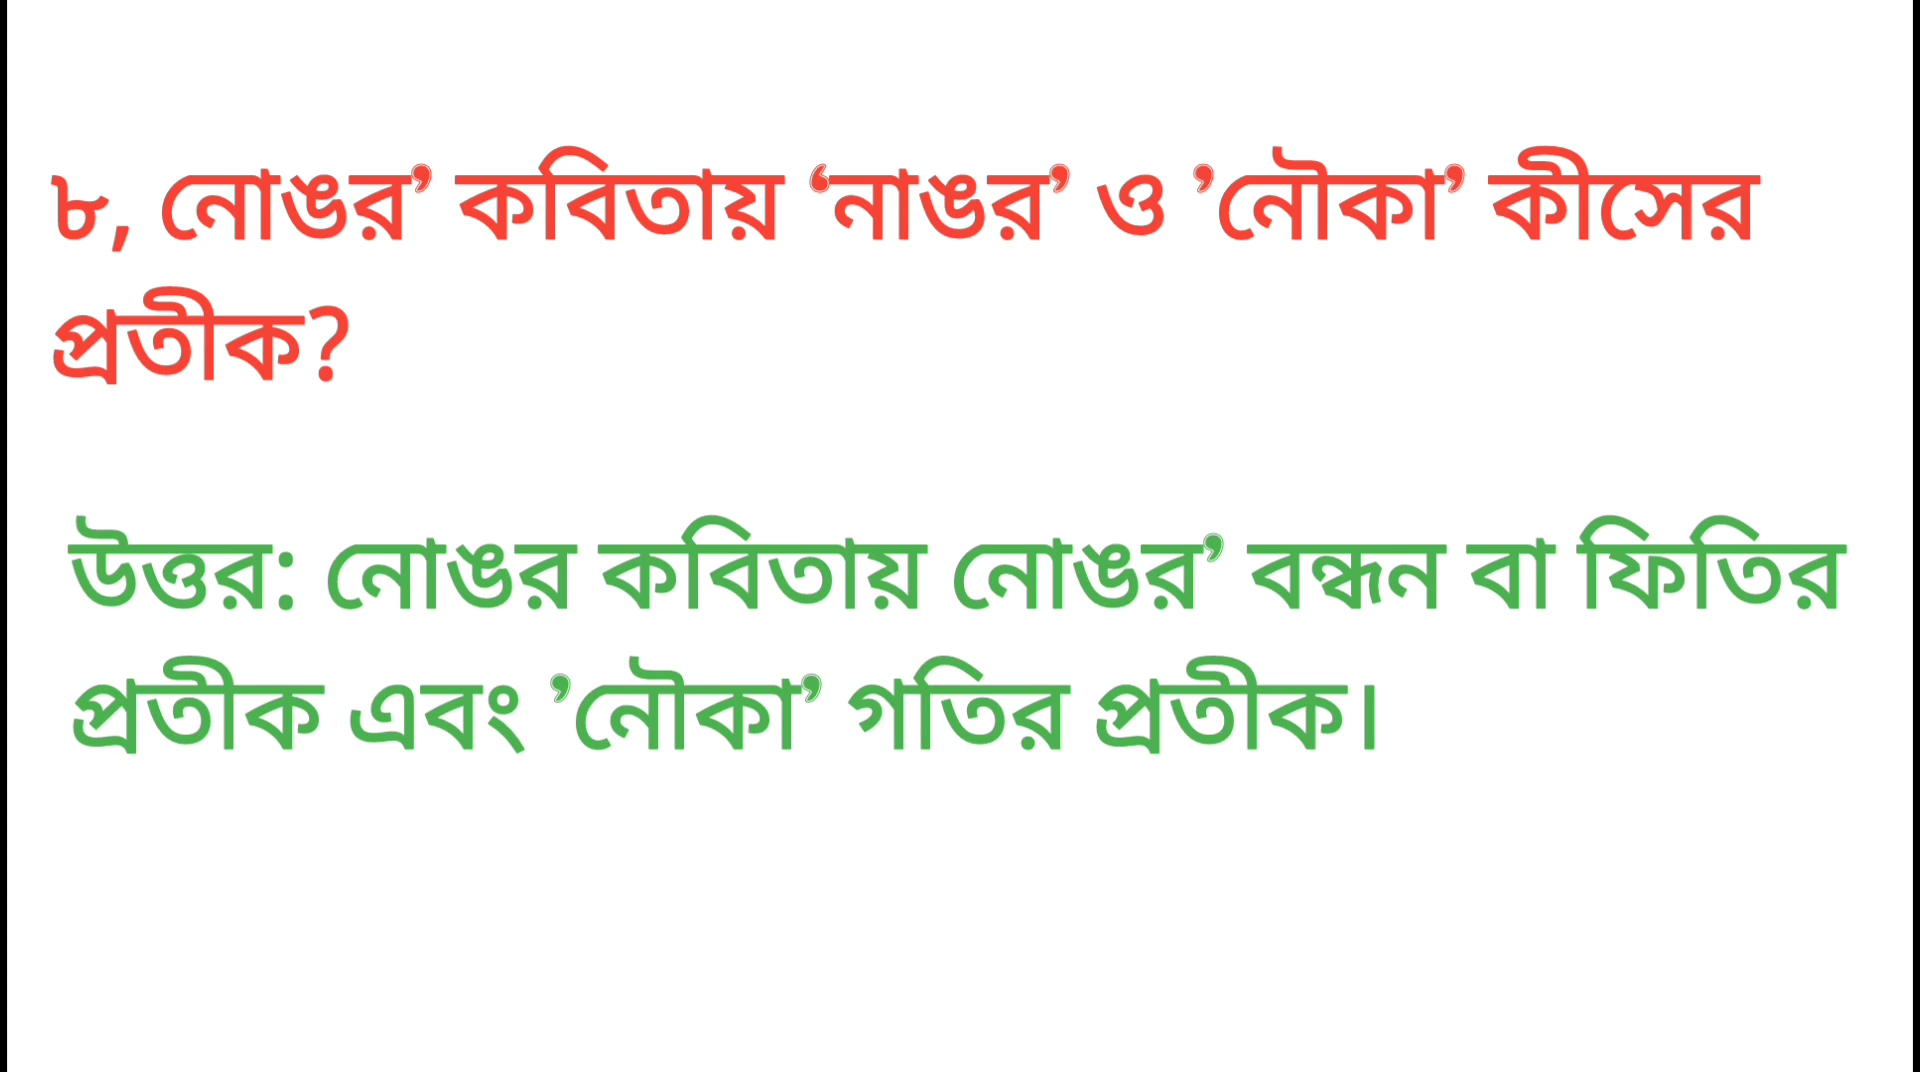 ৮, নোঙর’ কবিতায় ‘নাঙর’ ও ’নৌকা’ কীসের
প্রতীক?
উত্তর: নোঙর কবিতায় নোঙর’ বন্ধন বা ফিতির
প্রতীক এবং ’নৌকা’ গতির প্রতীক।